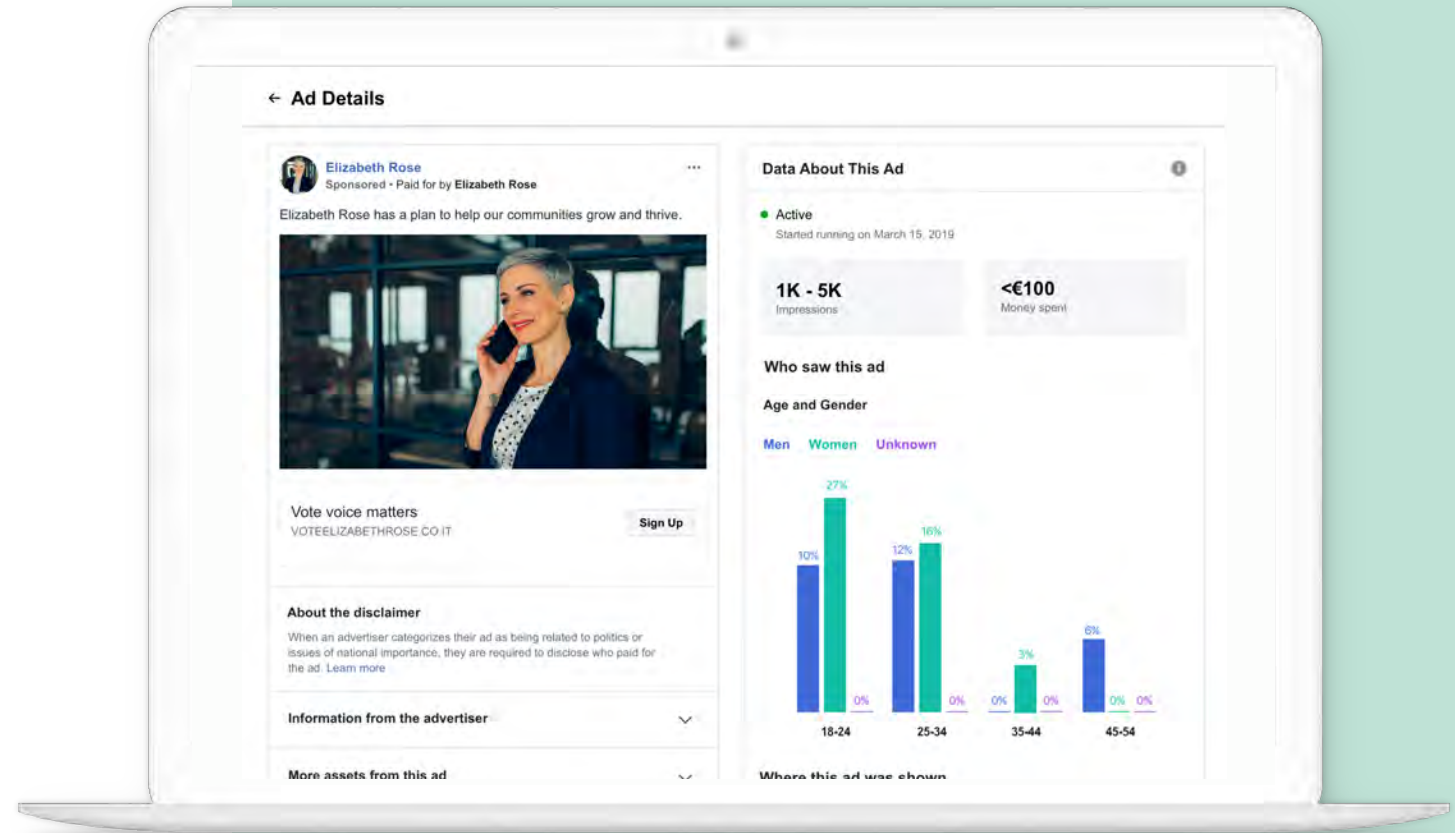 ← Ad Details
Elizabeth Rose
Sponsored • Paid for by Elizabeth Rose
Elizabeth Rose has a plan to help our communities grow and thrive.
Vote voice matters
VOTEELIZABETHROSE.CO.IT
Sign Up
About the disclaimer
When an advertiser categorizes their ad as being related to politics or
issues of national importance, they are required to disclose who paid for
the ad. Learn more
Information from the advertiser
More assets from this ad
Data About This Ad
Active
Started running on March 15, 2019
1K - 5K
Impressions
<€100
Money spent
Who saw this ad
Age and Gender
Men Women Unknown
10% 27% 0%
12% 16% 0%
0% 3% 0%
6% 0% 0%
18-24 25-34 35-44 45-54
Where this ad was shown